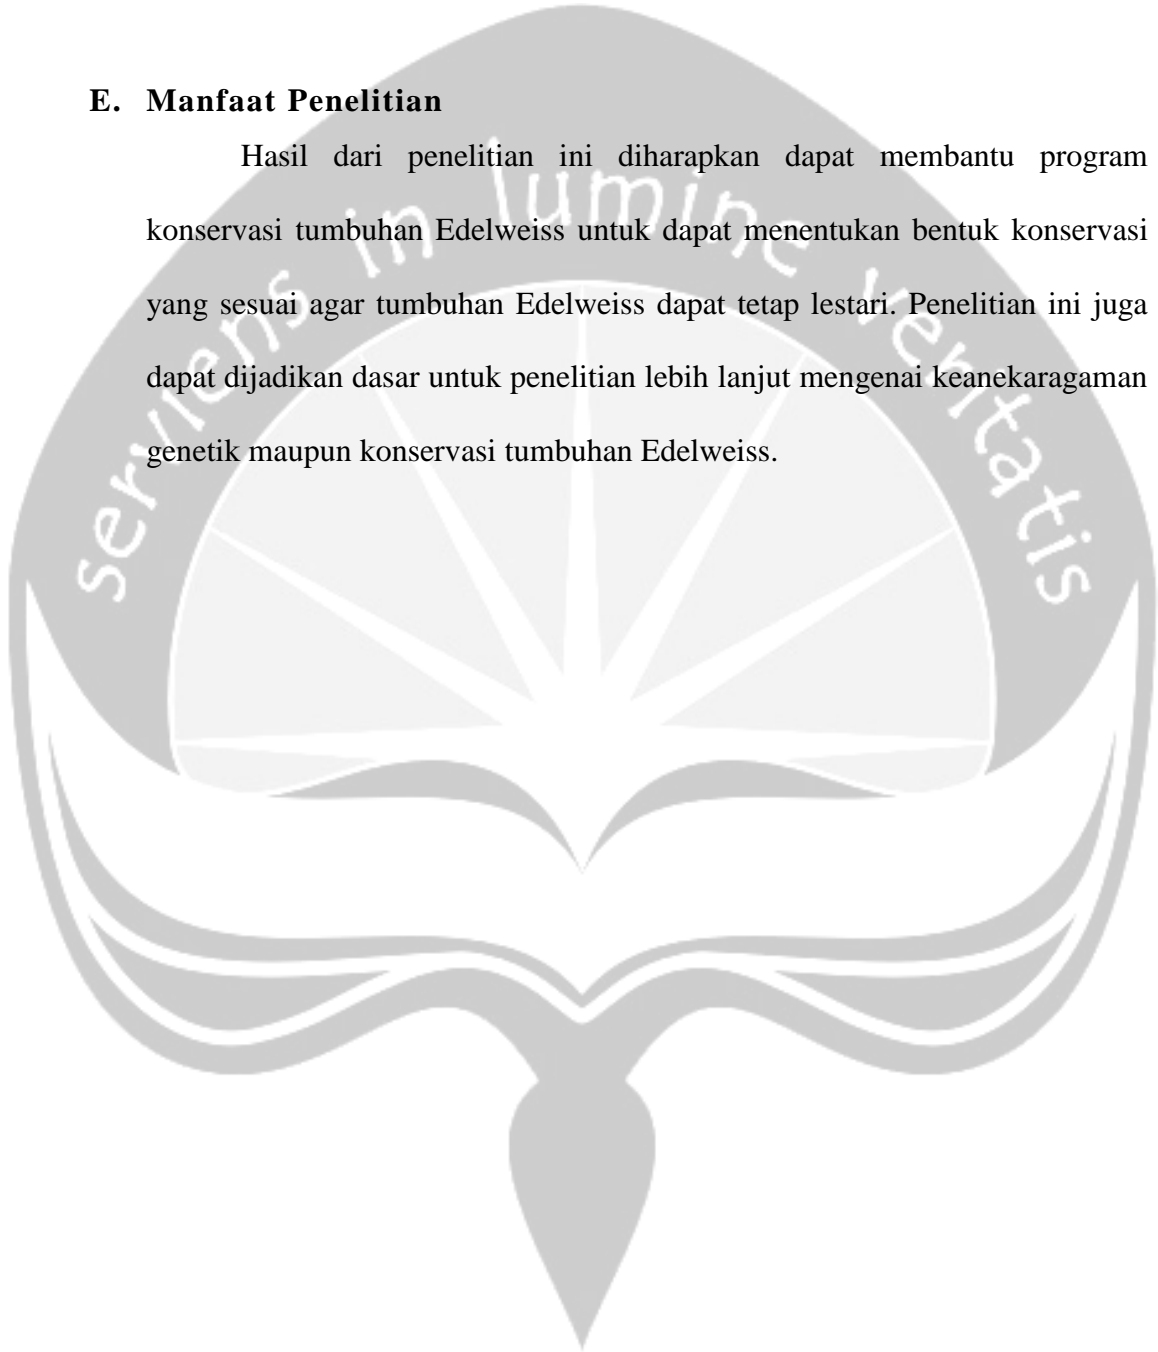 E. Manfaat Penelitian
Hasil dari penelitian ini diharapkan dapat membantu program
konservasi tumbuhan Edelweiss untuk dapat menentukan bentuk konservasi
yang sesuai agar tumbuhan Edelweiss dapat tetap lestari. Penelitian ini juga
dapat dijadikan dasar untuk penelitian lebih lanjut mengenai keanekaragaman
genetik maupun konservasi tumbuhan Edelweiss.
serviens in lumine veritatis